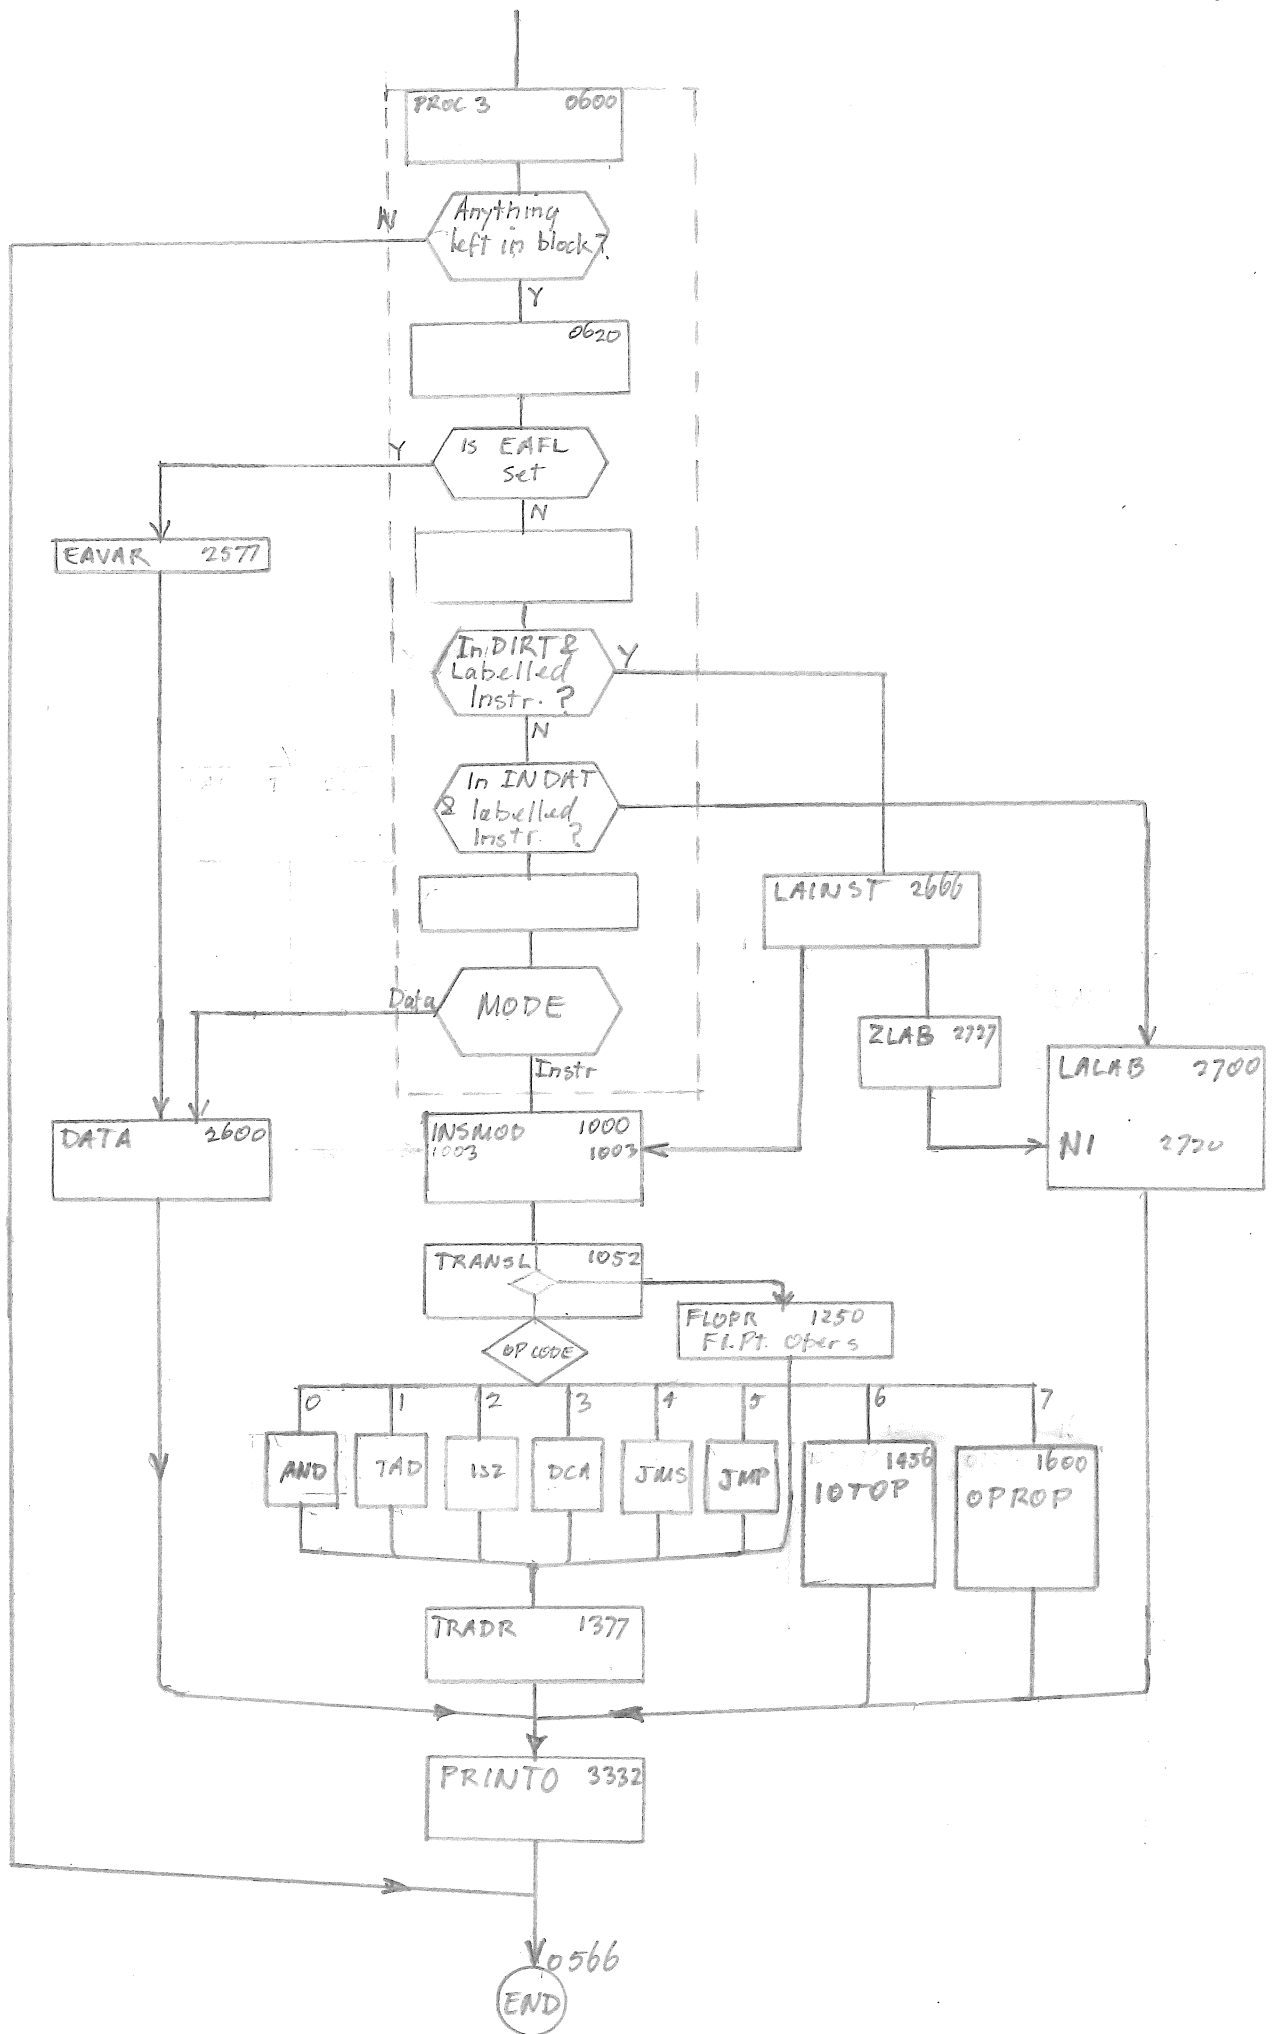 PROC 3 0600
N
Anything
left in block?
Y
0620
Y
Is EAFL
set
N
EAVAR 2577
In DIRT &
Labelled
Instr. ?
Y
N
In INDAT
& labelled
Instr. ?
LAINST 2666
Data
MODE
ZLAB 2727
Instr
LALAB 2700
NI 2720
DATA 2600
INSMOD 1000
1003 1003
TRANSL 1052
FLOPR 1250
Fl.Pt. Opers
OP CODE
0 1 2 3 4 5 6 7
AND TAD ISZ DCA JMS JMP
1456
IOTOP
1600
OPROP
TRADR 1377
PRINTO 3332
0566
END